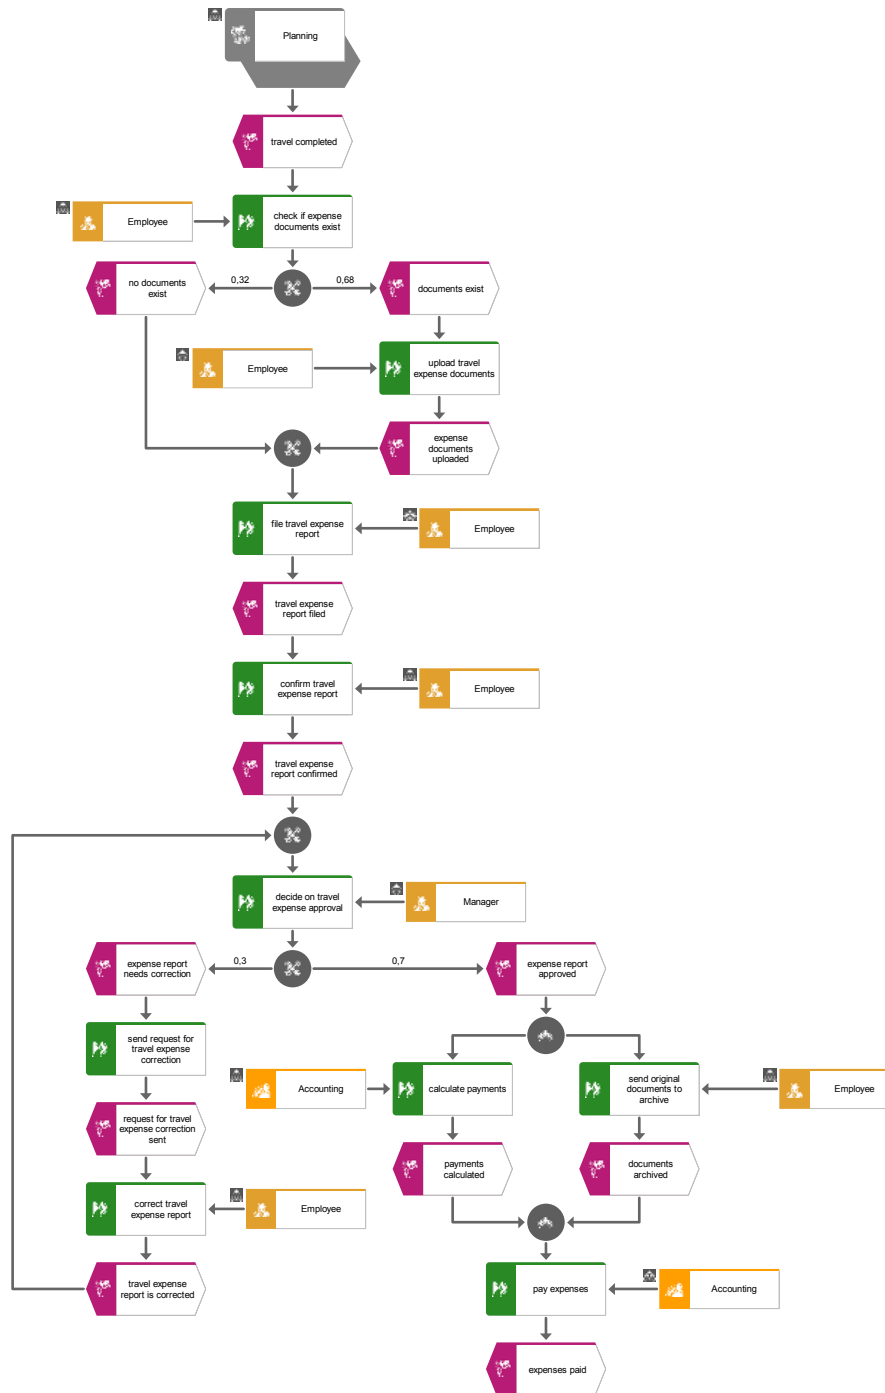 Planning
travel completed
Employee
check if expense
documents exist
no documents
exist
0,32
0,68
documents exist
Employee
upload travel
expense documents
expense
documents
uploaded
file travel expense
report
Employee
travel expense
report filed
confirm travel
expense report
Employee
travel expense
report confirmed
decide on travel
expense approval
Manager
expense report
needs correction
0,3
0,7
expense report
approved
send request for
travel expense
correction
Accounting
calculate payments
send original
documents to
archive
Employee
request for travel
expense correction
sent
payments
calculated
documents
archived
correct travel
expense report
Employee
travel expense
report is corrected
pay expenses
Accounting
expenses paid